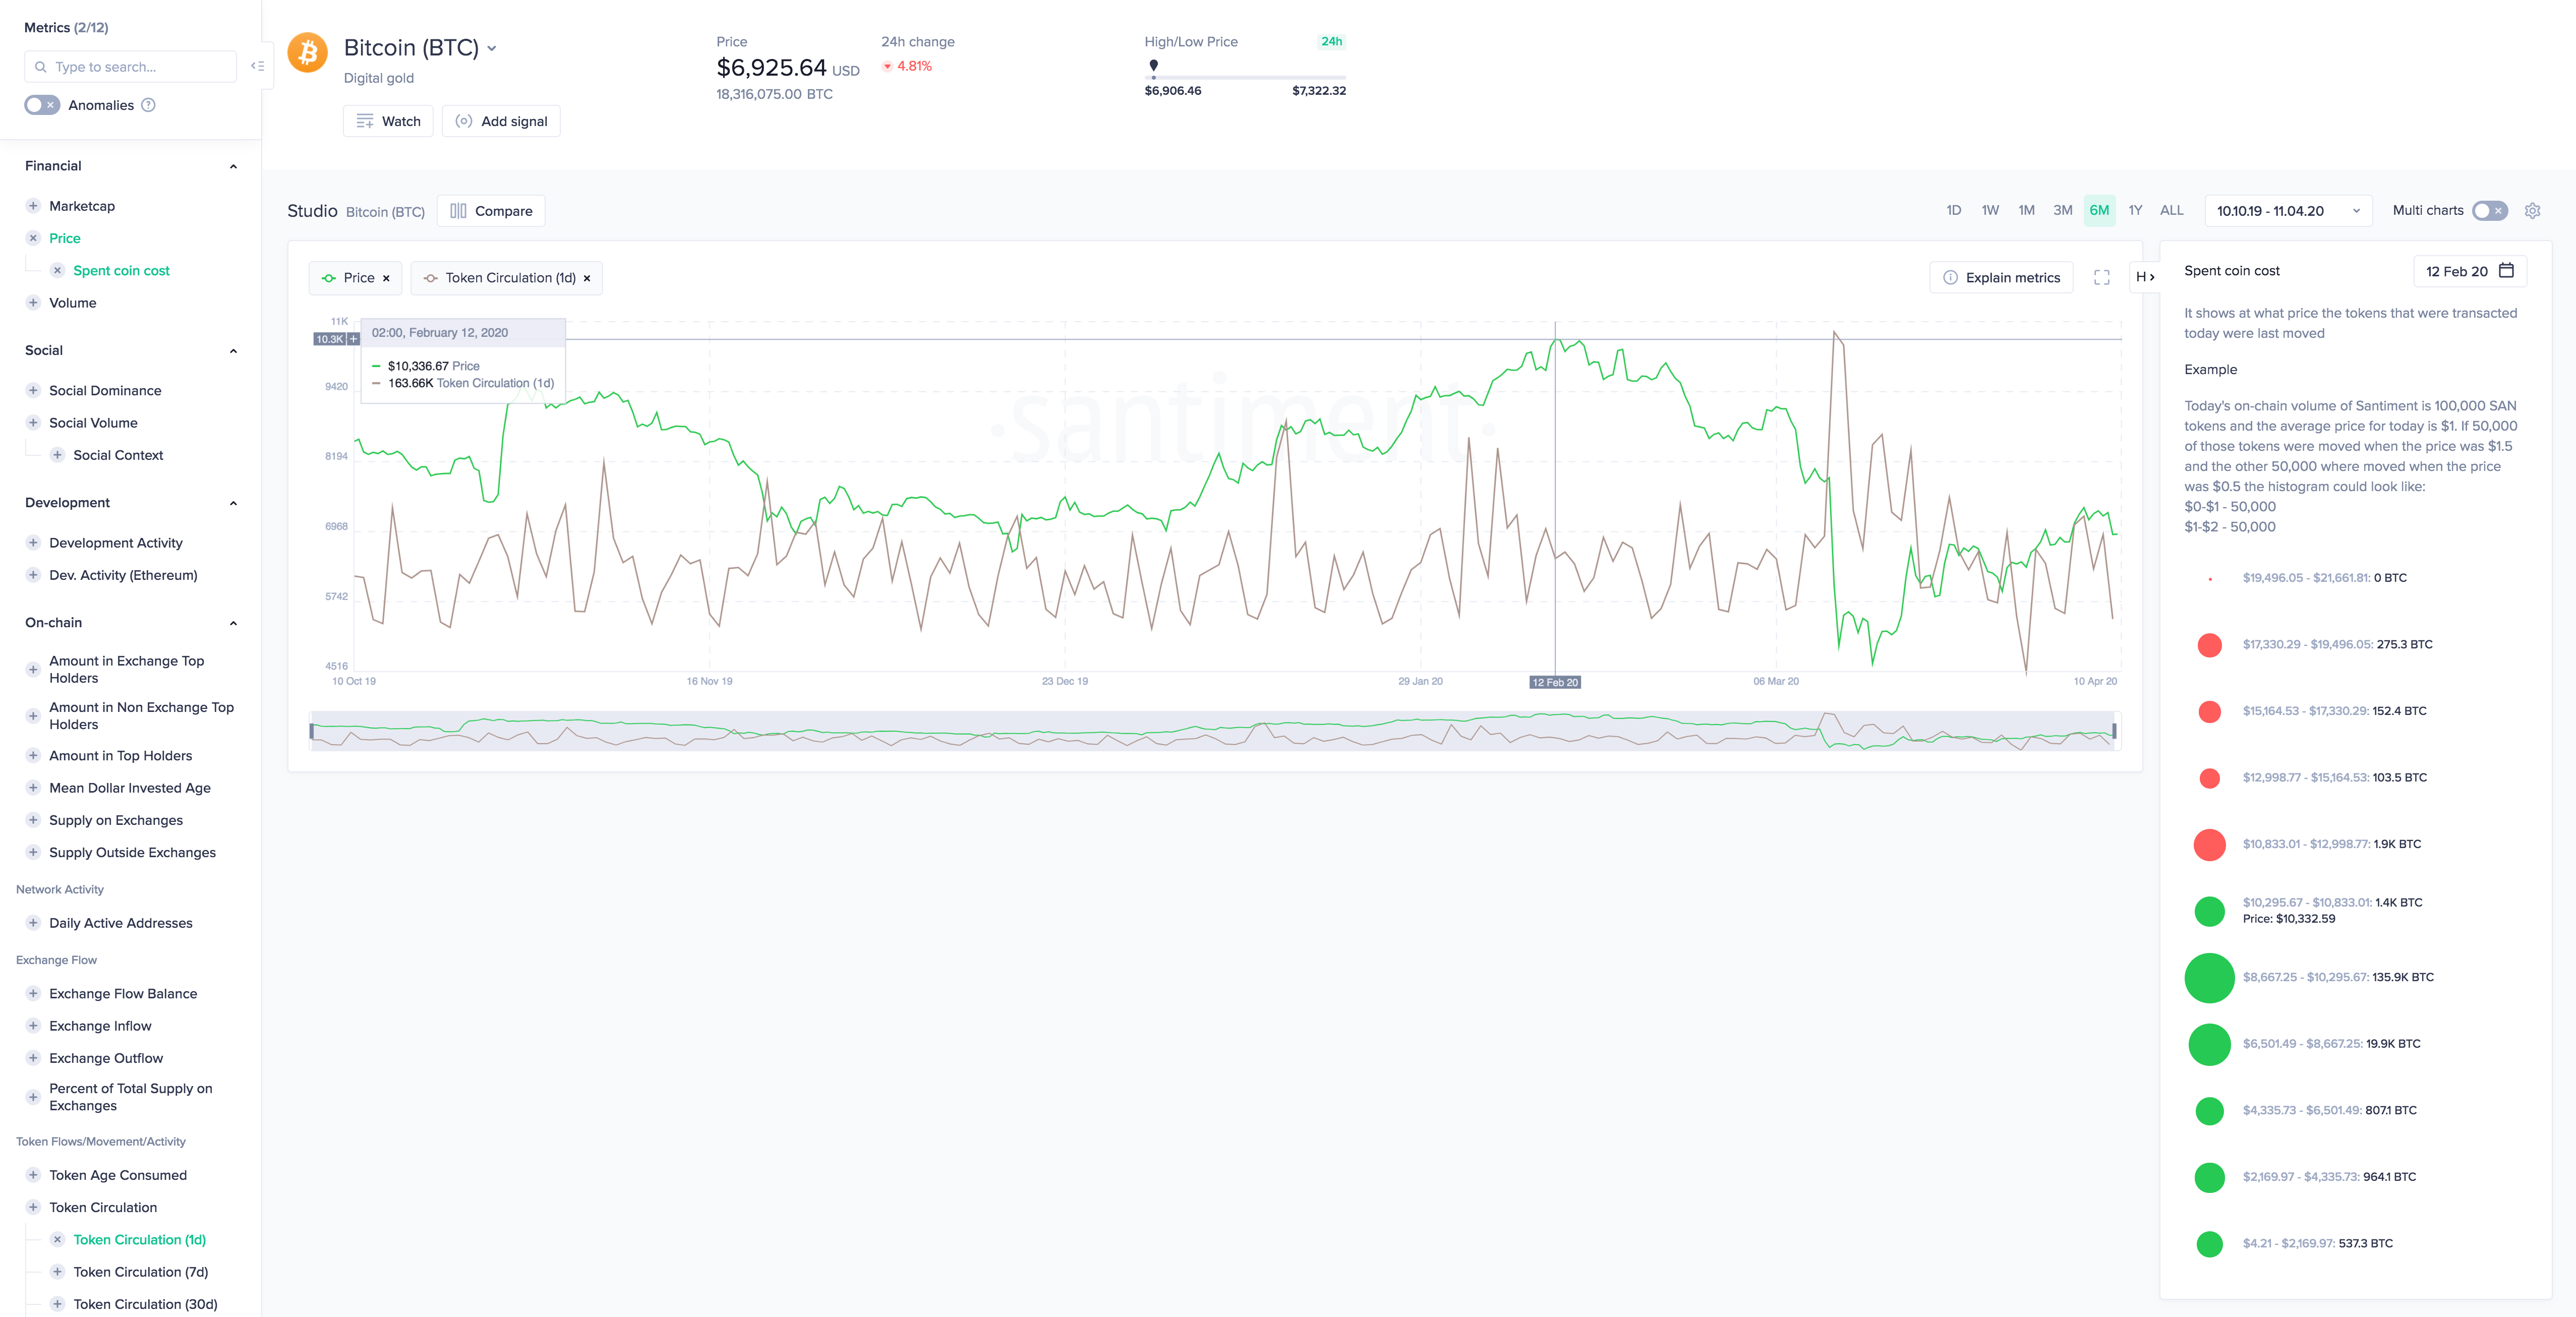 Metrics (2/12)
Type to search...
Anomalies ?
Financial
Marketcap
Price
Spent coin cost
Volume
Social
Social Dominance
Social Volume
Social Context
Development
Development Activity
Dev. Activity (Ethereum)
On-chain
Amount in Exchange Top
Holders
Amount in Non Exchange Top
Holders
Amount in Top Holders
Mean Dollar Invested Age
Supply on Exchanges
Supply Outside Exchanges
Network Activity
Daily Active Addresses
Exchange Flow
Exchange Flow Balance
Exchange Inflow
Exchange Outflow
Percent of Total Supply on
Exchanges
Token Flows/Movement/Activity
Token Age Consumed
Token Circulation
Token Circulation (1d)
Token Circulation (7d)
Token Circulation (30d)
Bitcoin (BTC)
Digital gold
Watch
Add signal
Price
$6,925.64 USD
18,316,075.00 BTC
24h change
4.81%
High/Low Price 24h
$6,906.46 $7,322.32
Studio Bitcoin (BTC) Compare
1D 1W 1M 3M 6M 1Y ALL
10.10.19 - 11.04.20
Multi charts
Price
Token Circulation (1d)
Explain metrics
H
11K
10.3K +
9420
8194
6968
5742
4516
02:00, February 12, 2020
$10,336.67 Price
163.66K Token Circulation (1d)
·santiment·
10 Oct 19 16 Nov 19 23 Dec 19 29 Jan 20 12 Feb 20 06 Mar 20 10 Apr 20
Spent coin cost
12 Feb 20
It shows at what price the tokens that were transacted
today were last moved
Example
Today's on-chain volume of Santiment is 100,000 SAN
tokens and the average price for today is $1. If 50,000
of those tokens were moved when the price was $1.5
and the other 50,000 where moved when the price
was $0.5 the histogram could look like:
$0-$1 - 50,000
$1-$2 - 50,000
$19,496.05 - $21,661.81: 0 BTC
$17,330.29 - $19,496.05: 275.3 BTC
$15,164.53 - $17,330.29: 152.4 BTC
$12,998.77 - $15,164.53: 103.5 BTC
$10,833.01 - $12,998.77: 1.9K BTC
$10,295.67 - $10,833.01: 1.4K BTC
Price: $10,332.59
$8,667.25 - $10,295.67: 135.9K BTC
$6,501.49 - $8,667.25: 19.9K BTC
$4,335.73 - $6,501.49: 807.1 BTC
$2,169.97 - $4,335.73: 964.1 BTC
$4.21 - $2,169.97: 537.3 BTC